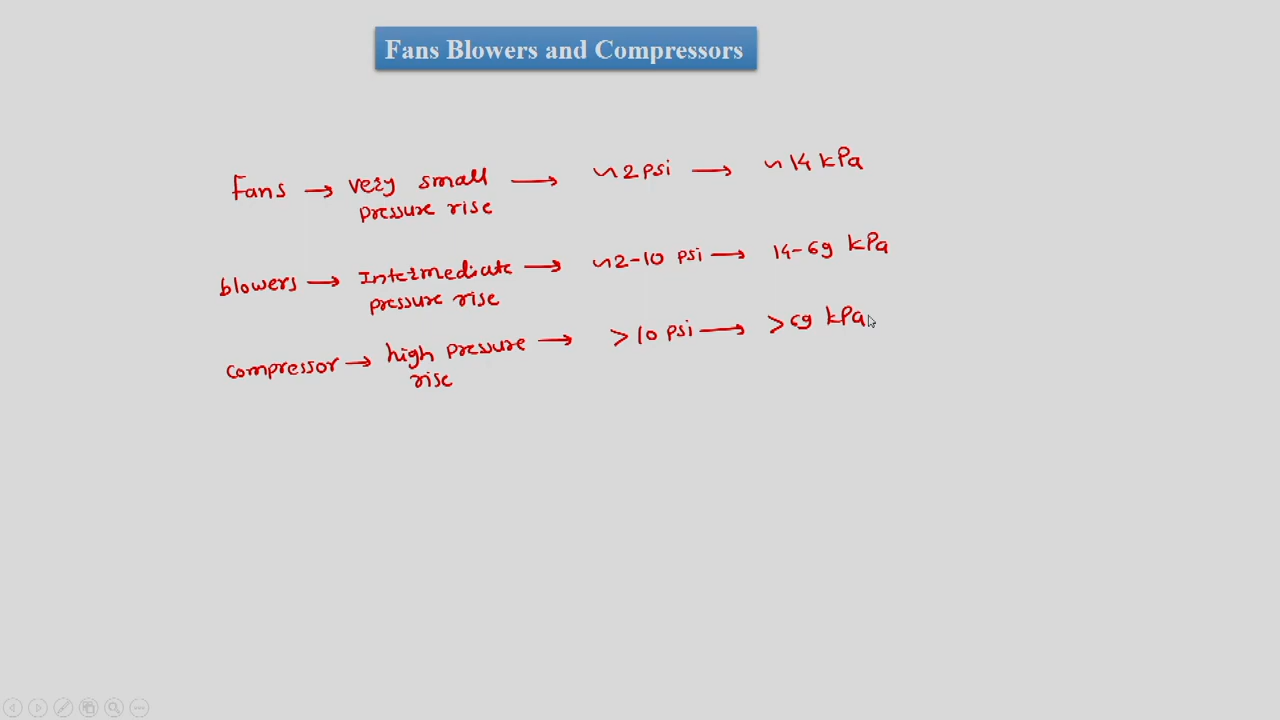 Fans Blowers and Compressors
Fans → very small pressure rise → ~2 psi → ~14 kPa
blowers → Intermediate pressure rise → ~2-10 psi → 14-69 kPa
compressor → high pressure rise → >10 psi → >69 kPa